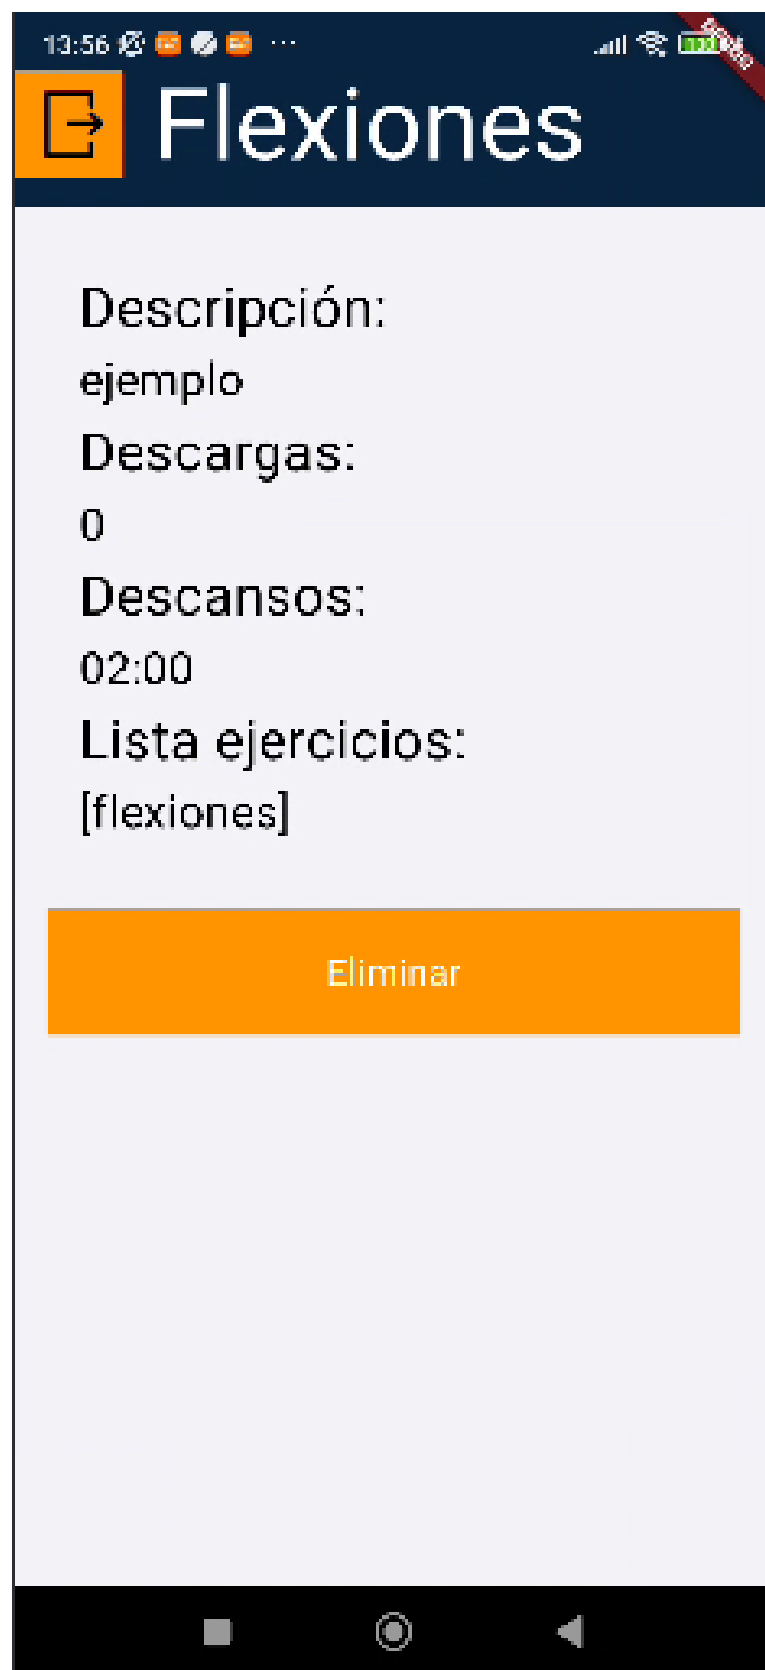 13:56
Flexiones
Descripción:
ejemplo
Descargas:
0
Descansos:
02:00
Lista ejercicios:
[flexiones]
Eliminar